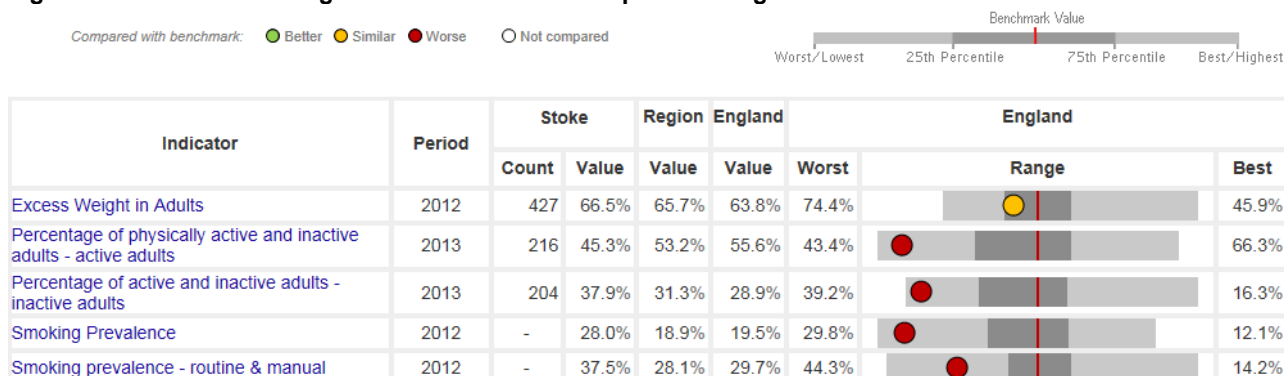 Compared with benchmark: Better Similar Worse Not compared
Benchmark Value
Worst/Lowest 25th Percentile 75th Percentile Best/Highest
Indicator Period Stoke Region England England
Count Value Value Value Worst Range Best
Excess Weight in Adults 2012 427 66.5% 65.7% 63.8% 74.4% 45.9%
Percentage of physically active and inactive
adults - active adults 2013 216 45.3% 53.2% 55.6% 43.4% 66.3%
Percentage of active and inactive adults -
inactive adults 2013 204 37.9% 31.3% 28.9% 39.2% 16.3%
Smoking Prevalence 2012 - 28.0% 18.9% 19.5% 29.8% 12.1%
Smoking prevalence - routine & manual 2012 - 37.5% 28.1% 29.7% 44.3% 14.2%